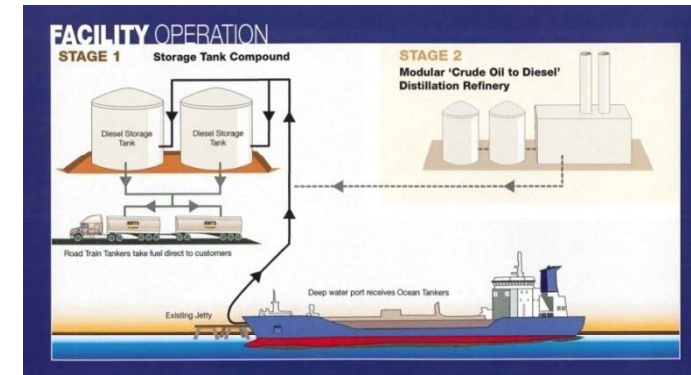 FACILITY OPERATION
STAGE 1
Storage Tank Compound
STAGE 2
Modular 'Crude Oil to Diesel'
Distillation Refinery
Diesel Storage
Tank
Diesel Storage
Tank
Road Train Tankers take fuel direct to customers
Deep water port receives Ocean Tankers
Existing Jetty